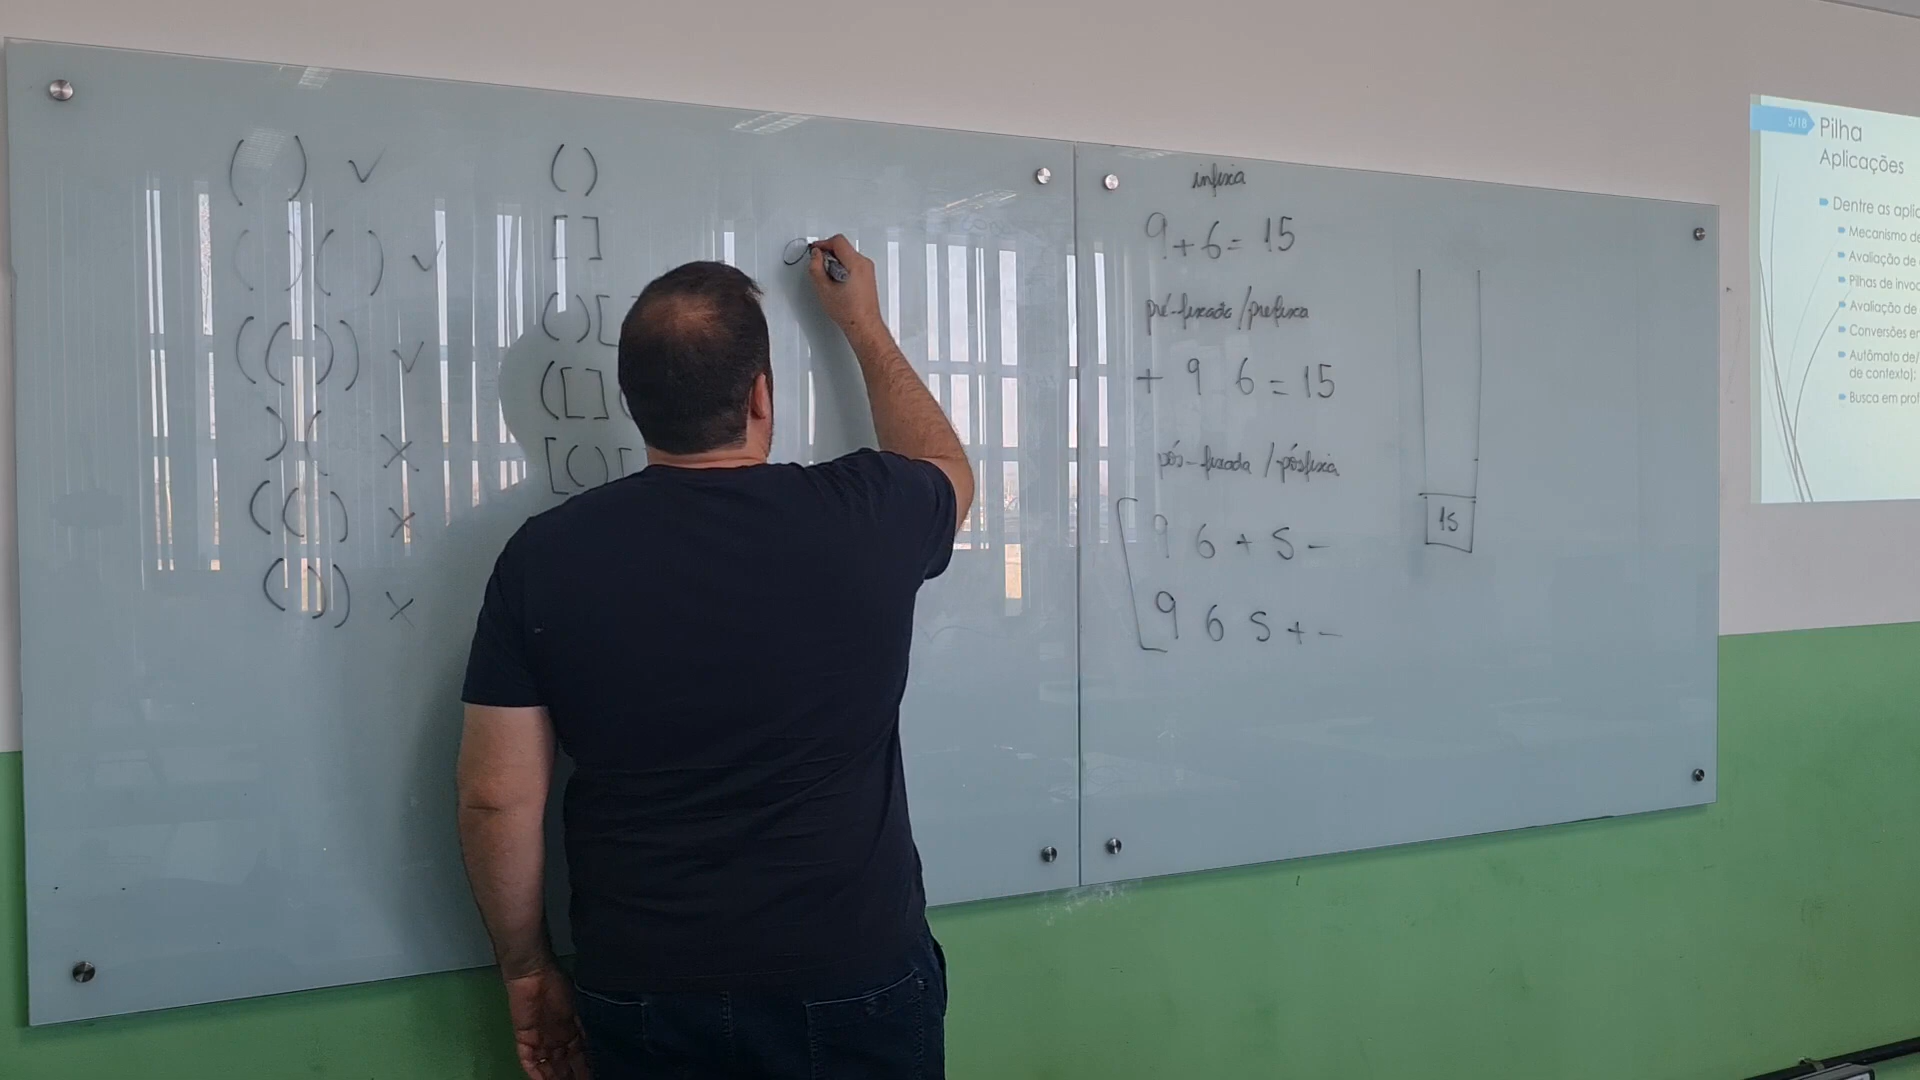 ( ) ✓
( ) ( ) ✓
( ( ) ) ✓
) ( ×
( ( ) ×
( ) ) ×
( )
[ ]
( ) [
( [ ] (
[ ( ) [
infixa
9 + 6 = 15
pré-fixada / prefixa
+ 9 6 = 15
pós-fixada / pósfixa
9 6 + 5 -
9 6 5 + -
15
5/18
Pilha
Aplicações
Dentre as aplic
Mecanismo de
Avaliação de
Pilhas de invoc
Avaliação de
Conversões en
Autômato de/
de contexto);
Busca em prof